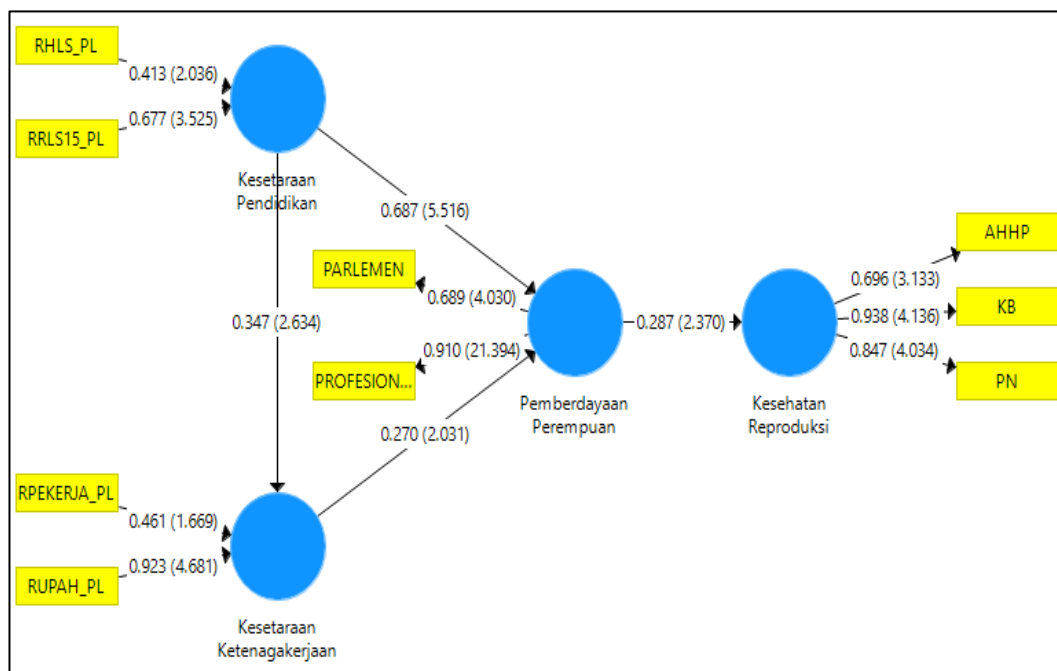 RHLS_PL
0.413 (2.036)
0.677 (3.525)
RRLS15_PL
Kesetaraan
Pendidikan
0.687 (5.516)
PARLEMEN
0.689 (4.030)
0.347 (2.634)
0.910 (21.394)
PROFESION...
0.270 (2.031)
Pemberdayaan
Perempuan
0.287 (2.370)
Kesehatan
Reproduksi
AHHP
0.696 (3.133)
0.938 (4.136)
KB
0.847 (4.034)
PN
RPEKERJA_PL
0.461 (1.669)
0.923 (4.681)
RUPAH_PL
Kesetaraan
Ketenagakerjaan